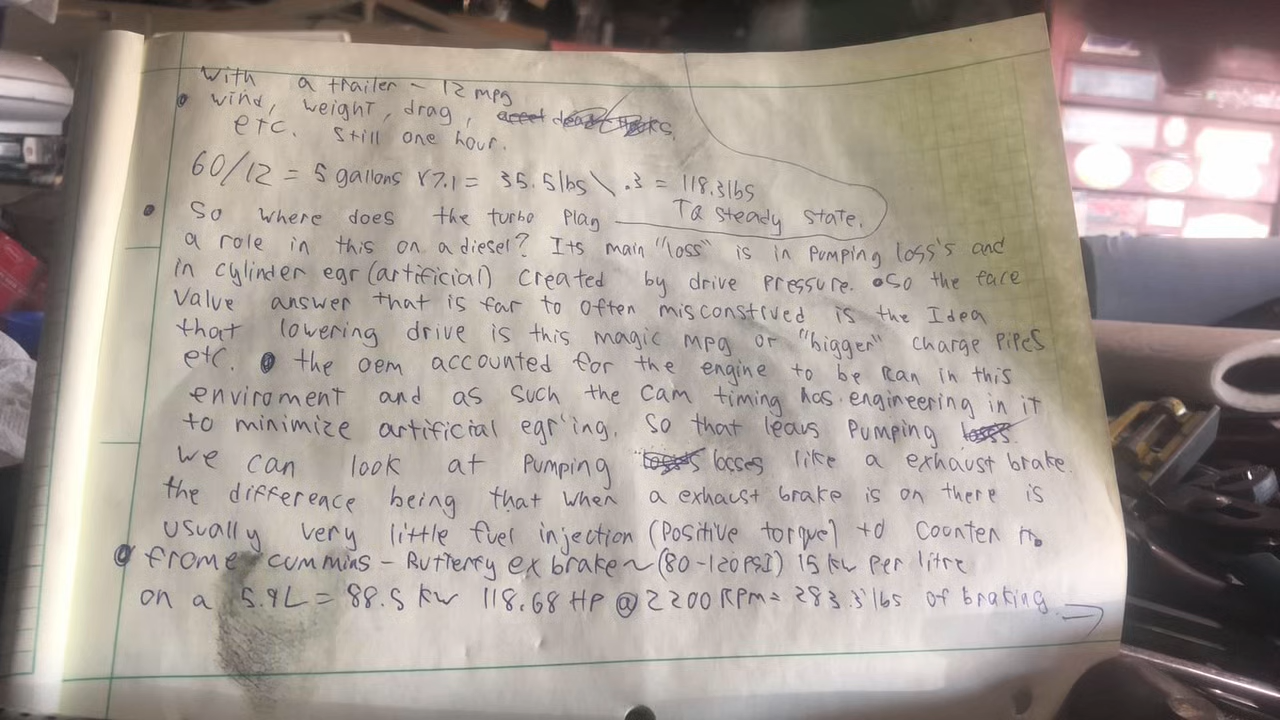 With a trailer ~ 12 mpg
• wind, weight, drag,
etc. Still one hour.
60/12 = 5 gallons x7.1 = 35.5lbs \ .3 = 118.3lbs
TQ steady state.
• So where does the turbo Play
a role in this on a diesel? Its main "loss" is in Pumping loss's and
in cylinder egr (artificial) created by drive pressure. •So the face
Value answer that is far to often misconstrued is the Idea
that lowering drive is this magic mpg or "bigger" charge PiPes
etc. • the oem accounted for the engine to be Ran in this
enviroment and as such the Cam timing has engineering in it
to minimize artificial egr'ing. So that leavs Pumping
We can look at Pumping losses like a exhaust brake.
the difference being that when a exhaust brake is on there is
usually very little fuel injection (Positive torque) to Counter it.
• frome cummins - Butterfly ex brake ~ (80-120PSI) 15 kw Per litre
on a 5.9L = 88.5 kw 118.68 HP @ 2200 RPM = 283.3 lbs of braking. →